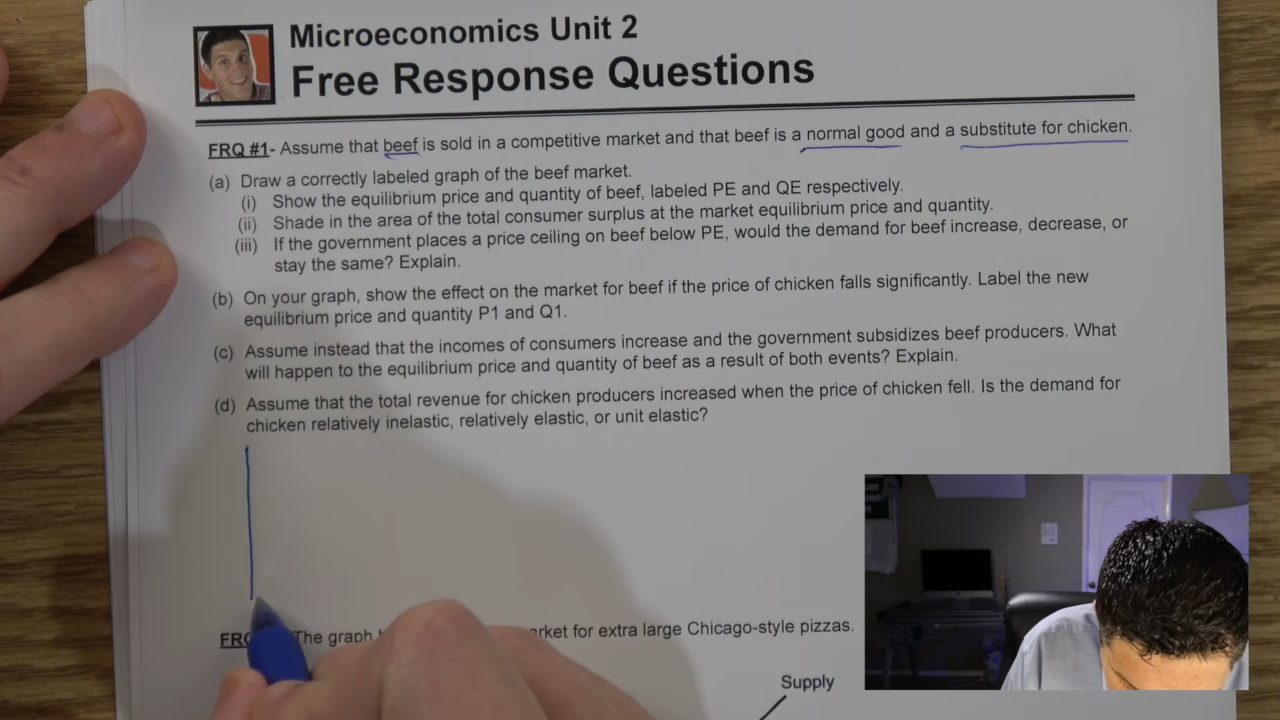 Microeconomics Unit 2
Free Response Questions
FRQ #1- Assume that beef is sold in a competitive market and that beef is a normal good and a substitute for chicken.
(a) Draw a correctly labeled graph of the beef market.
(i) Show the equilibrium price and quantity of beef, labeled PE and QE respectively.
(ii) Shade in the area of the total consumer surplus at the market equilibrium price and quantity.
(iii) If the government places a price ceiling on beef below PE, would the demand for beef increase, decrease, or
stay the same? Explain.
(b) On your graph, show the effect on the market for beef if the price of chicken falls significantly. Label the new
equilibrium price and quantity P1 and Q1.
(c) Assume instead that the incomes of consumers increase and the government subsidizes beef producers. What
will happen to the equilibrium price and quantity of beef as a result of both events? Explain.
(d) Assume that the total revenue for chicken producers increased when the price of chicken fell. Is the demand for
chicken relatively inelastic, relatively elastic, or unit elastic?
The graph for extra large Chicago-style pizzas.
Supply